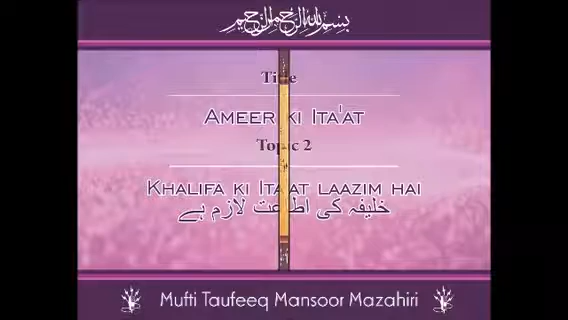 بسم الله الرحمن الرحيم
Title
Ameer ki Ita'at
Topic 2
Khalifa ki Ita'at laazim hai
خلیفہ کی اطاعت لازم ہے
Mufti Taufeeq Mansoor Mazahiri